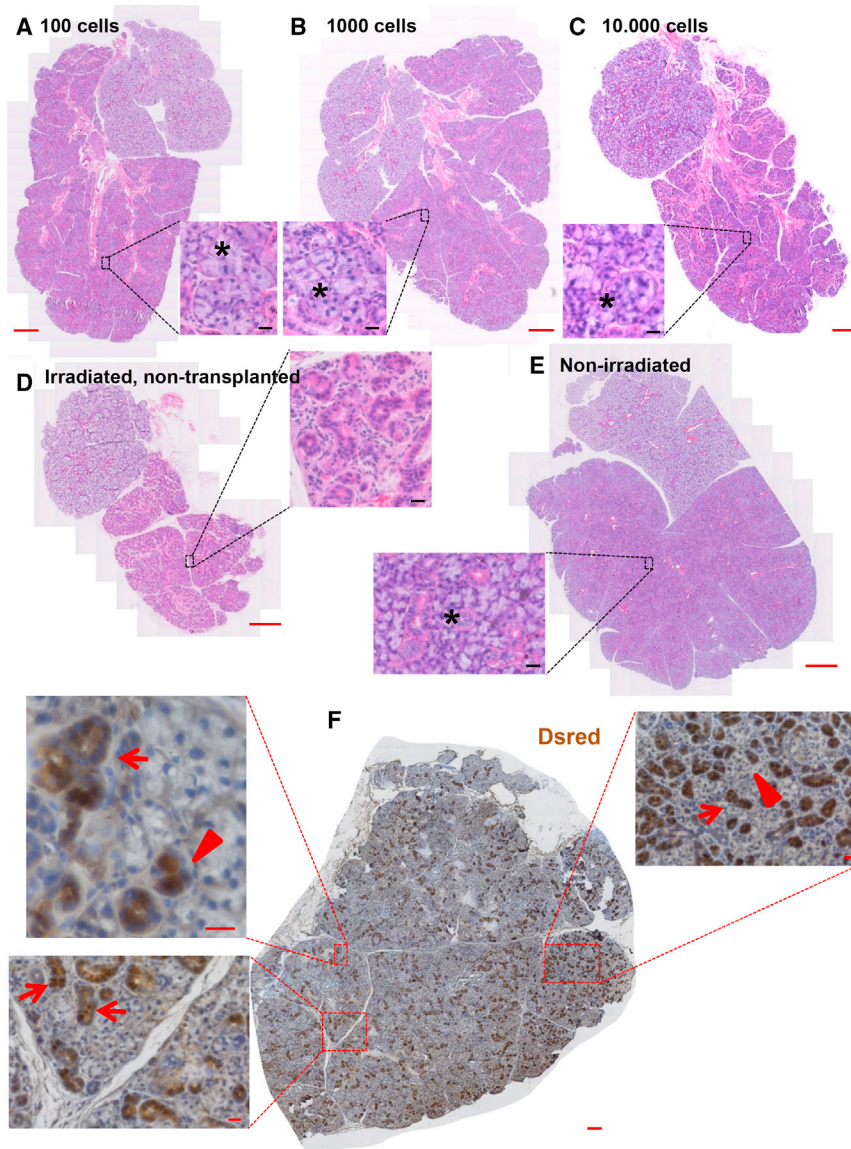 A 100 cells
B 1000 cells
C 10.000 cells
*
*
*
D Irradiated, non-transplanted
E Non-irradiated
*
F
Dsred